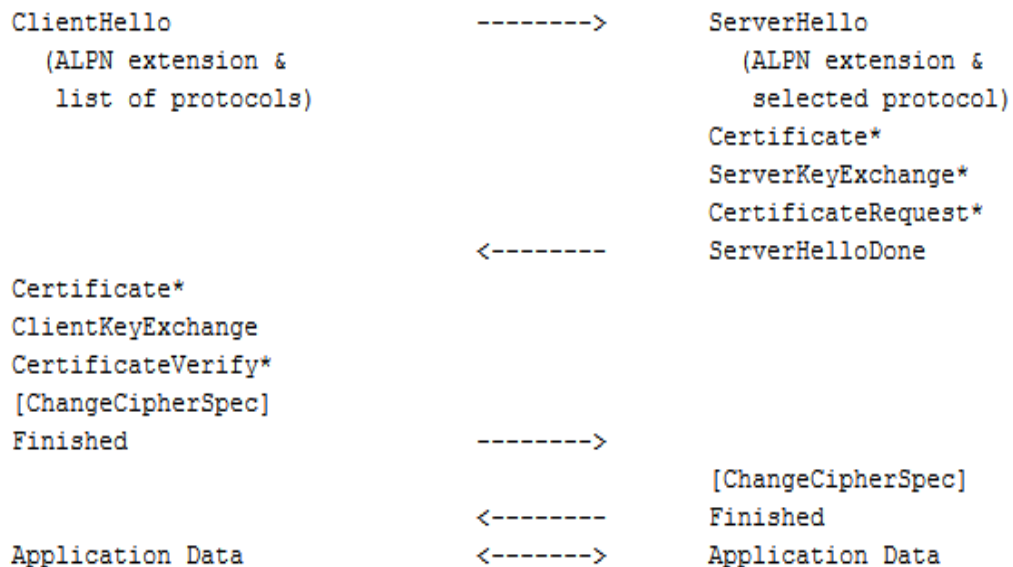 ClientHello                 -------->       ServerHello
  (ALPN extension &                           (ALPN extension &
   list of protocols)                          selected protocol)
                                            Certificate*
                                            ServerKeyExchange*
                                            CertificateRequest*
                            <--------       ServerHelloDone
Certificate*
ClientKeyExchange
CertificateVerify*
[ChangeCipherSpec]
Finished                    -------->
                                            [ChangeCipherSpec]
                            <--------       Finished
Application Data            <------->       Application Data